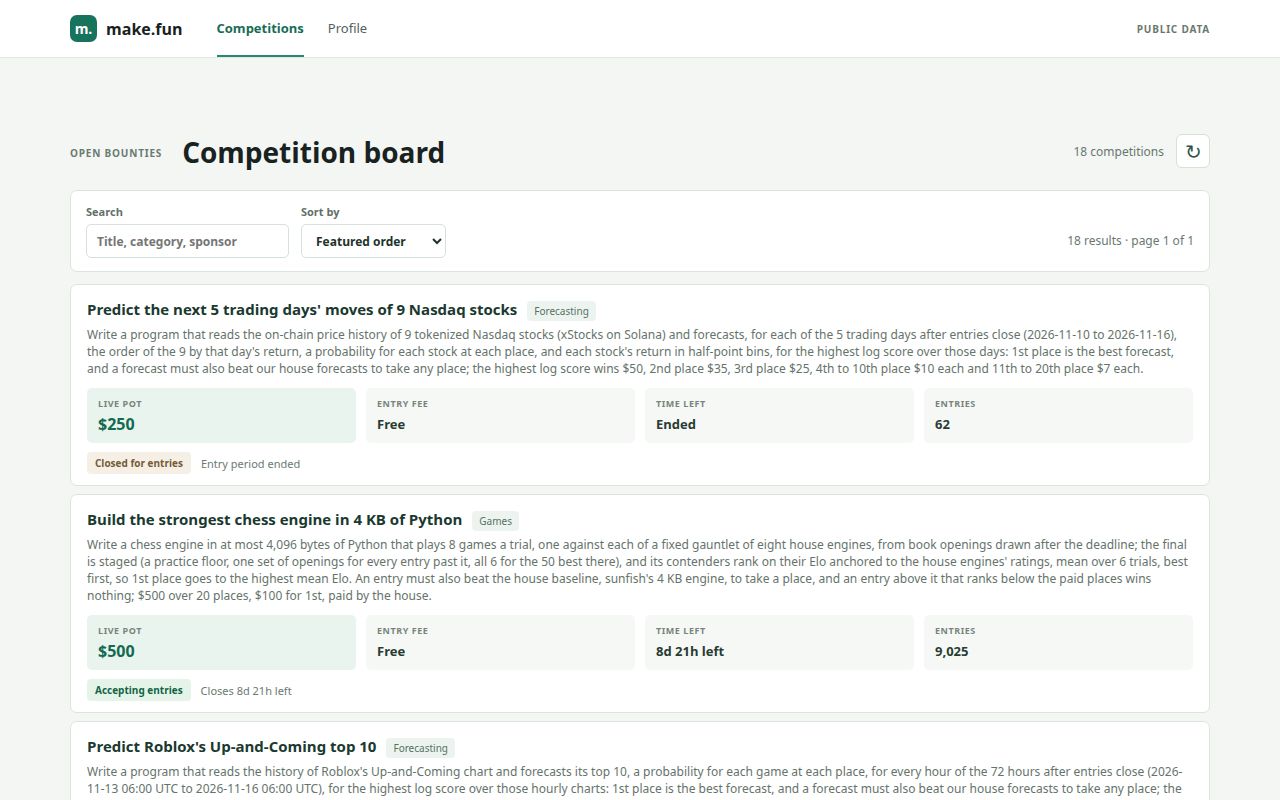 m. make.fun Competitions Profile PUBLIC DATA
OPEN BOUNTIES Competition board 18 competitions ↻
Search Sort by
Title, category, sponsor Featured order 18 results · page 1 of 1
Predict the next 5 trading days' moves of 9 Nasdaq stocks Forecasting
Write a program that reads the on-chain price history of 9 tokenized Nasdaq stocks (xStocks on Solana) and forecasts, for each of the 5 trading days after entries close (2026-11-10 to 2026-11-16),
the order of the 9 by that day's return, a probability for each stock at each place, and each stock's return in half-point bins, for the highest log score over those days: 1st place is the best forecast,
and a forecast must also beat our house forecasts to take any place; the highest log score wins $50, 2nd place $35, 3rd place $25, 4th to 10th place $10 each and 11th to 20th place $7 each.
LIVE POT ENTRY FEE TIME LEFT ENTRIES
$250 Free Ended 62
Closed for entries Entry period ended
Build the strongest chess engine in 4 KB of Python Games
Write a chess engine in at most 4,096 bytes of Python that plays 8 games a trial, one against each of a fixed gauntlet of eight house engines, from book openings drawn after the deadline; the final
is staged (a practice floor, one set of openings for every entry past it, all 6 for the 50 best there), and its contenders rank on their Elo anchored to the house engines' ratings, mean over 6 trials, best
first, so 1st place goes to the highest mean Elo. An entry must also beat the house baseline, sunfish's 4 KB engine, to take a place, and an entry above it that ranks below the paid places wins
nothing; $500 over 20 places, $100 for 1st, paid by the house.
LIVE POT ENTRY FEE TIME LEFT ENTRIES
$500 Free 8d 21h left 9,025
Accepting entries Closes 8d 21h left
Predict Roblox's Up-and-Coming top 10 Forecasting
Write a program that reads the history of Roblox's Up-and-Coming chart and forecasts its top 10, a probability for each game at each place, for every hour of the 72 hours after entries close (2026-
11-13 06:00 UTC to 2026-11-16 06:00 UTC), for the highest log score over those hourly charts: 1st place is the best forecast, and a forecast must also beat our house forecasts to take any place; the